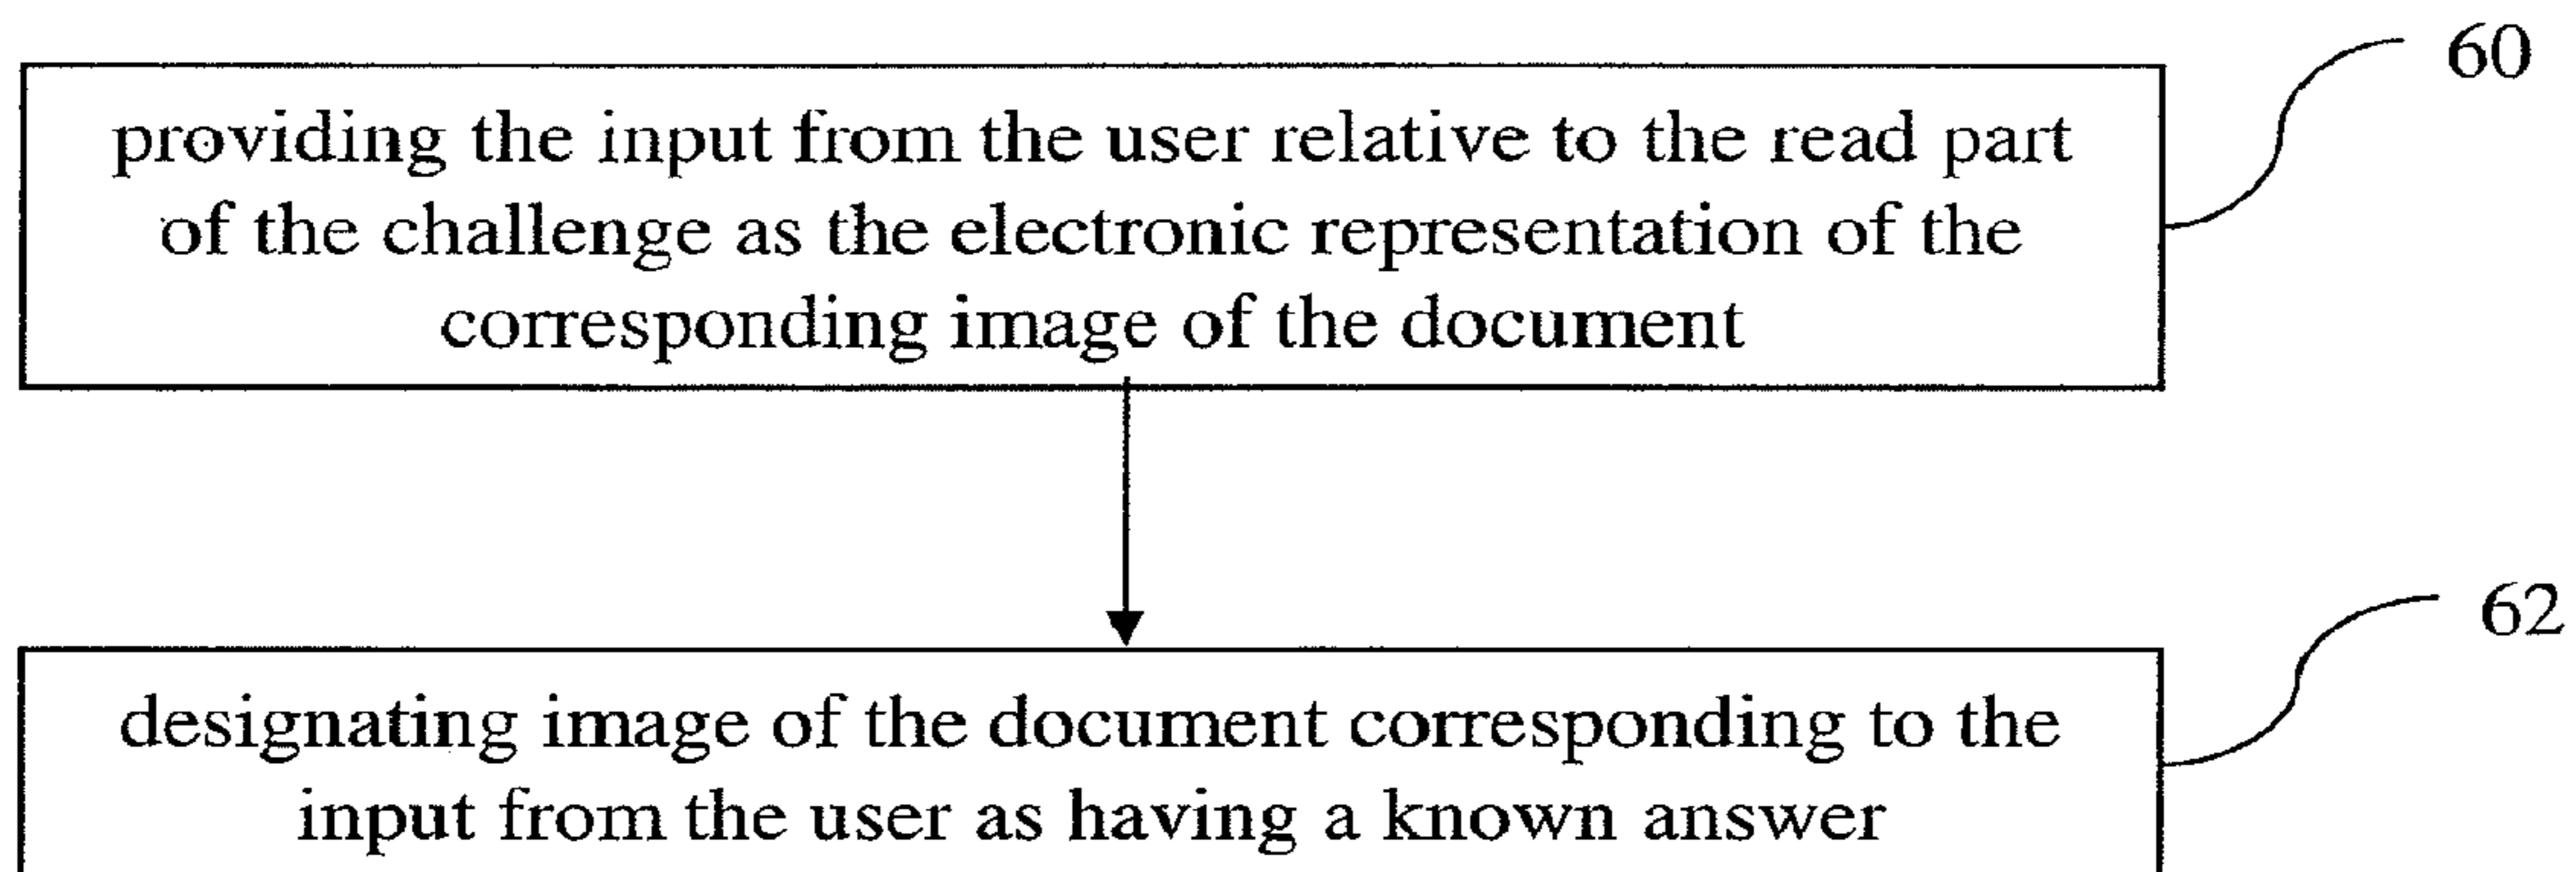 60
providing the input from the user relative to the read part
of the challenge as the electronic representation of the
corresponding image of the document
62
designating image of the document corresponding to the
input from the user as having a known answer